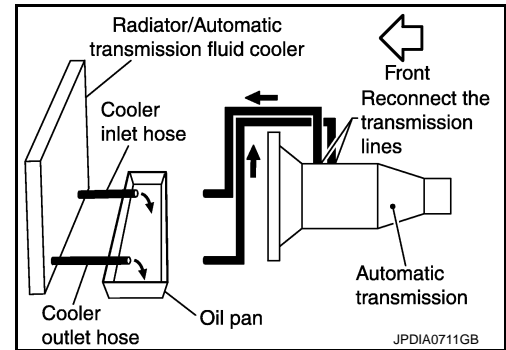 Radiator/Automatic
transmission fluid cooler
Front
Cooler
inlet hose
Reconnect the
transmission
lines
Automatic
transmission
Oil pan
Cooler
outlet hose
JPDIA0711GB